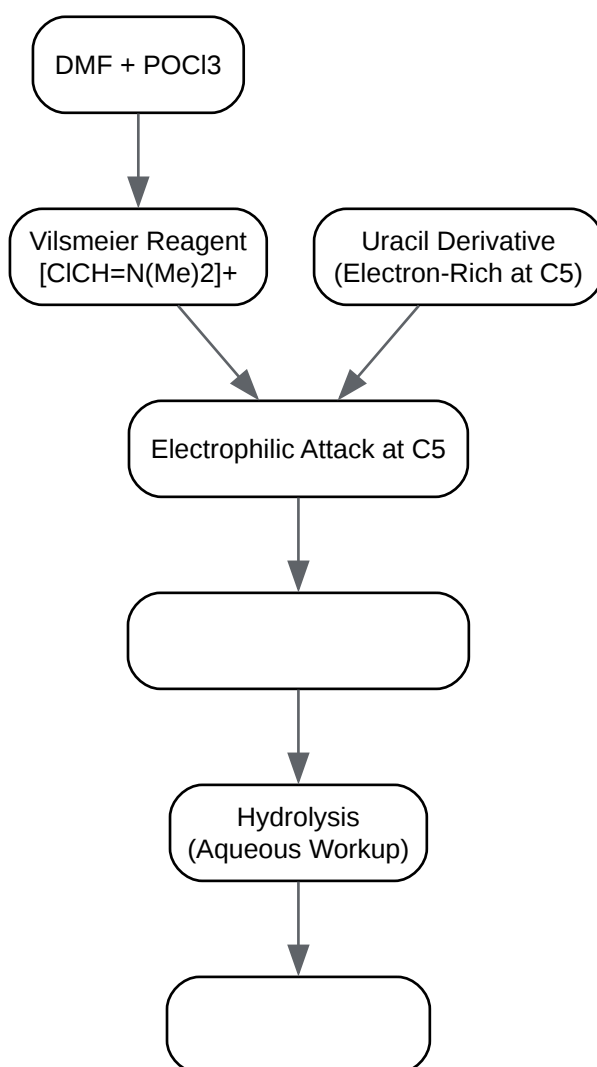 DMF + POCl3
Vilsmeier Reagent
[ClCH=N(Me)2]+
Uracil Derivative
(Electron-Rich at C5)
Electrophilic Attack at C5
Hydrolysis
(Aqueous Workup)